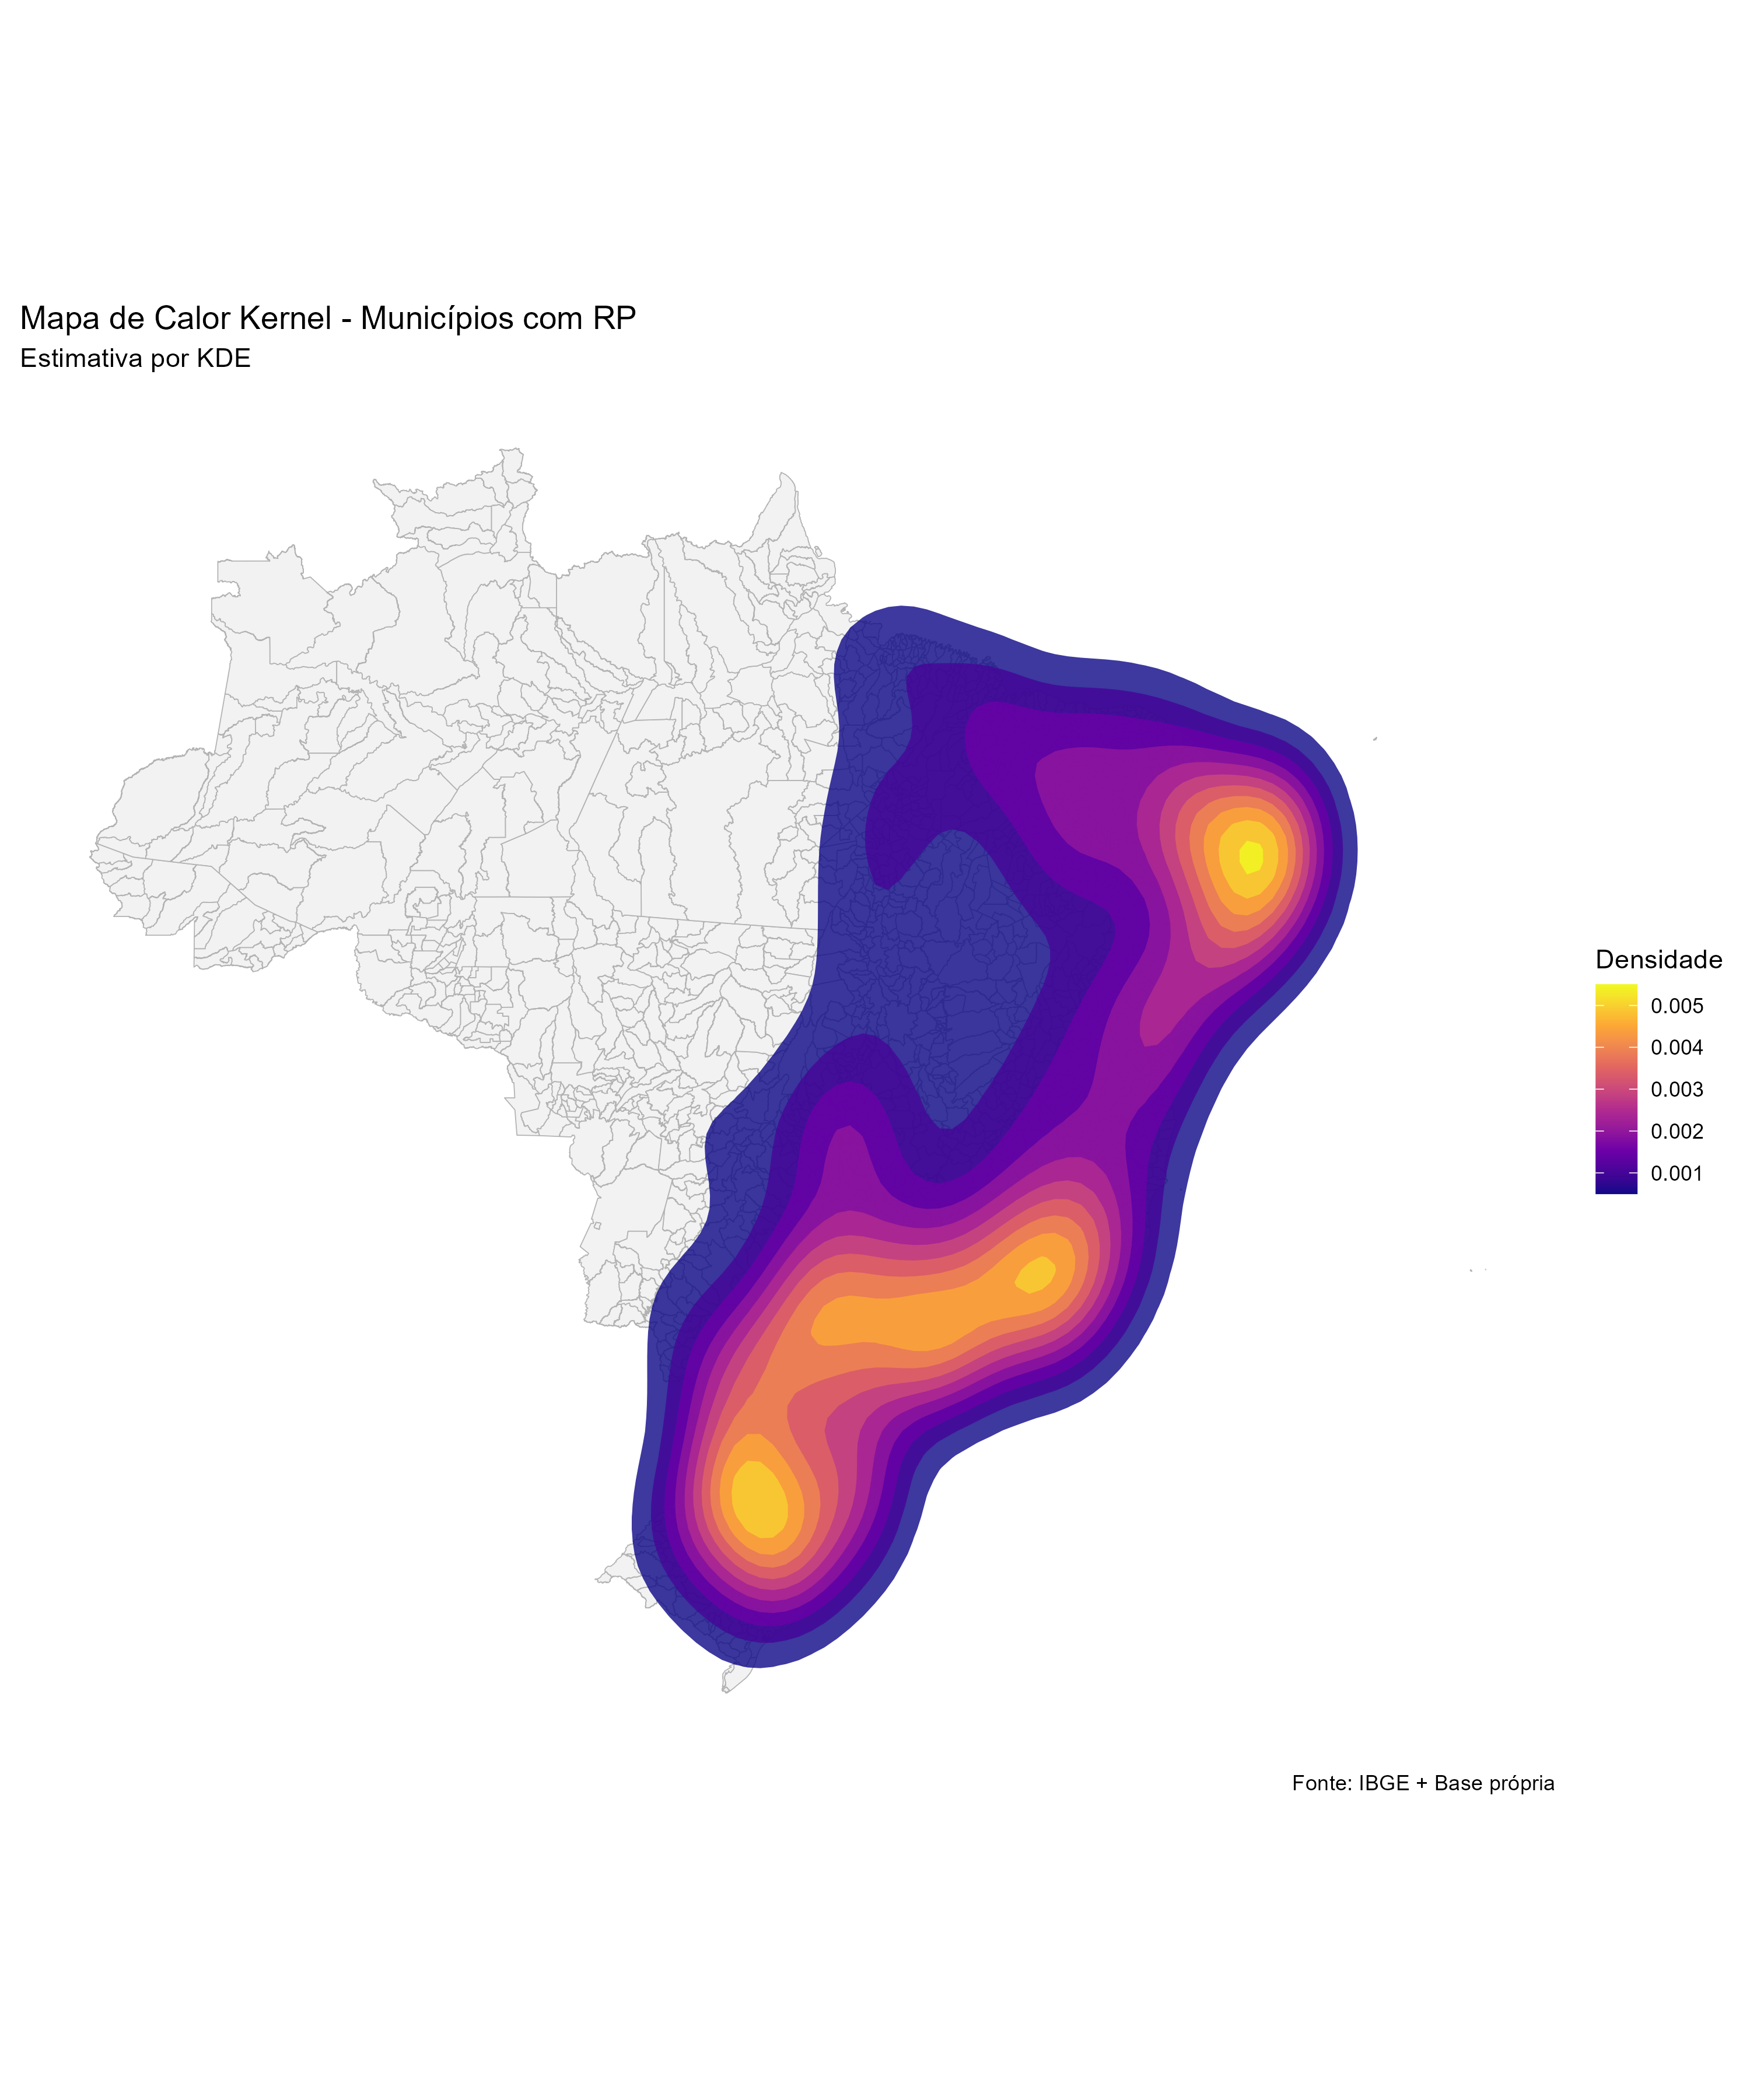 Mapa de Calor Kernel - Municípios com RP
Estimativa por KDE
Densidade
0.005
0.004
0.003
0.002
0.001
Fonte: IBGE + Base própria